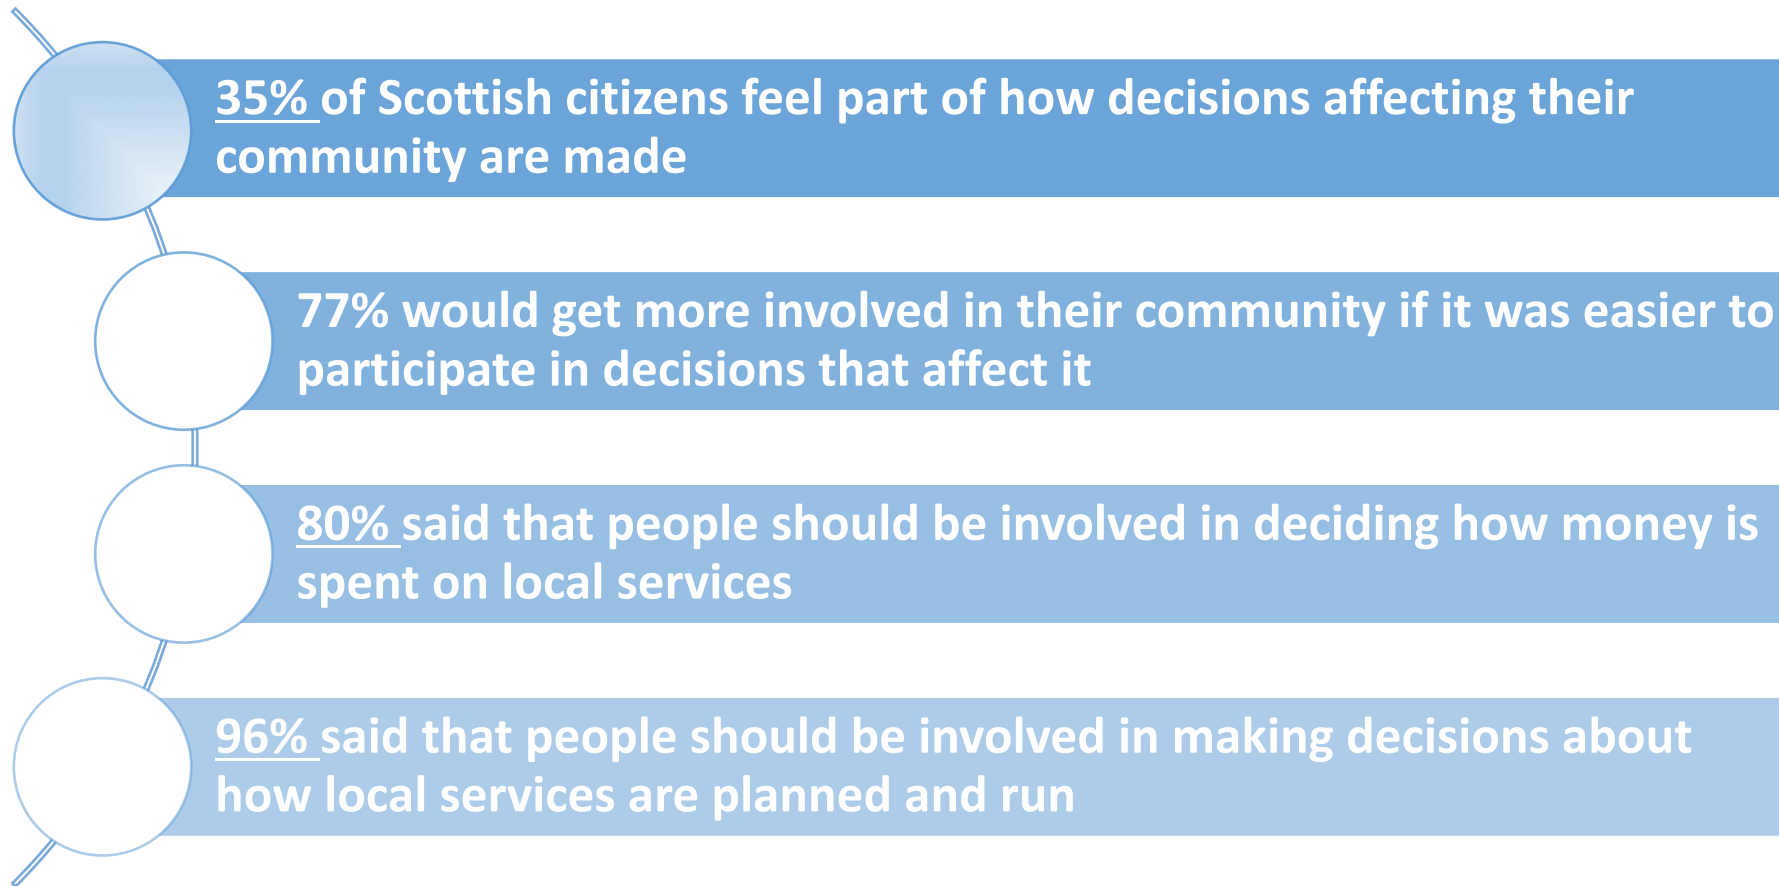 35% of Scottish citizens feel part of how decisions affecting their
community are made
77% would get more involved in their community if it was easier to
participate in decisions that affect it
80% said that people should be involved in deciding how money is
spent on local services
96% said that people should be involved in making decisions about
how local services are planned and run